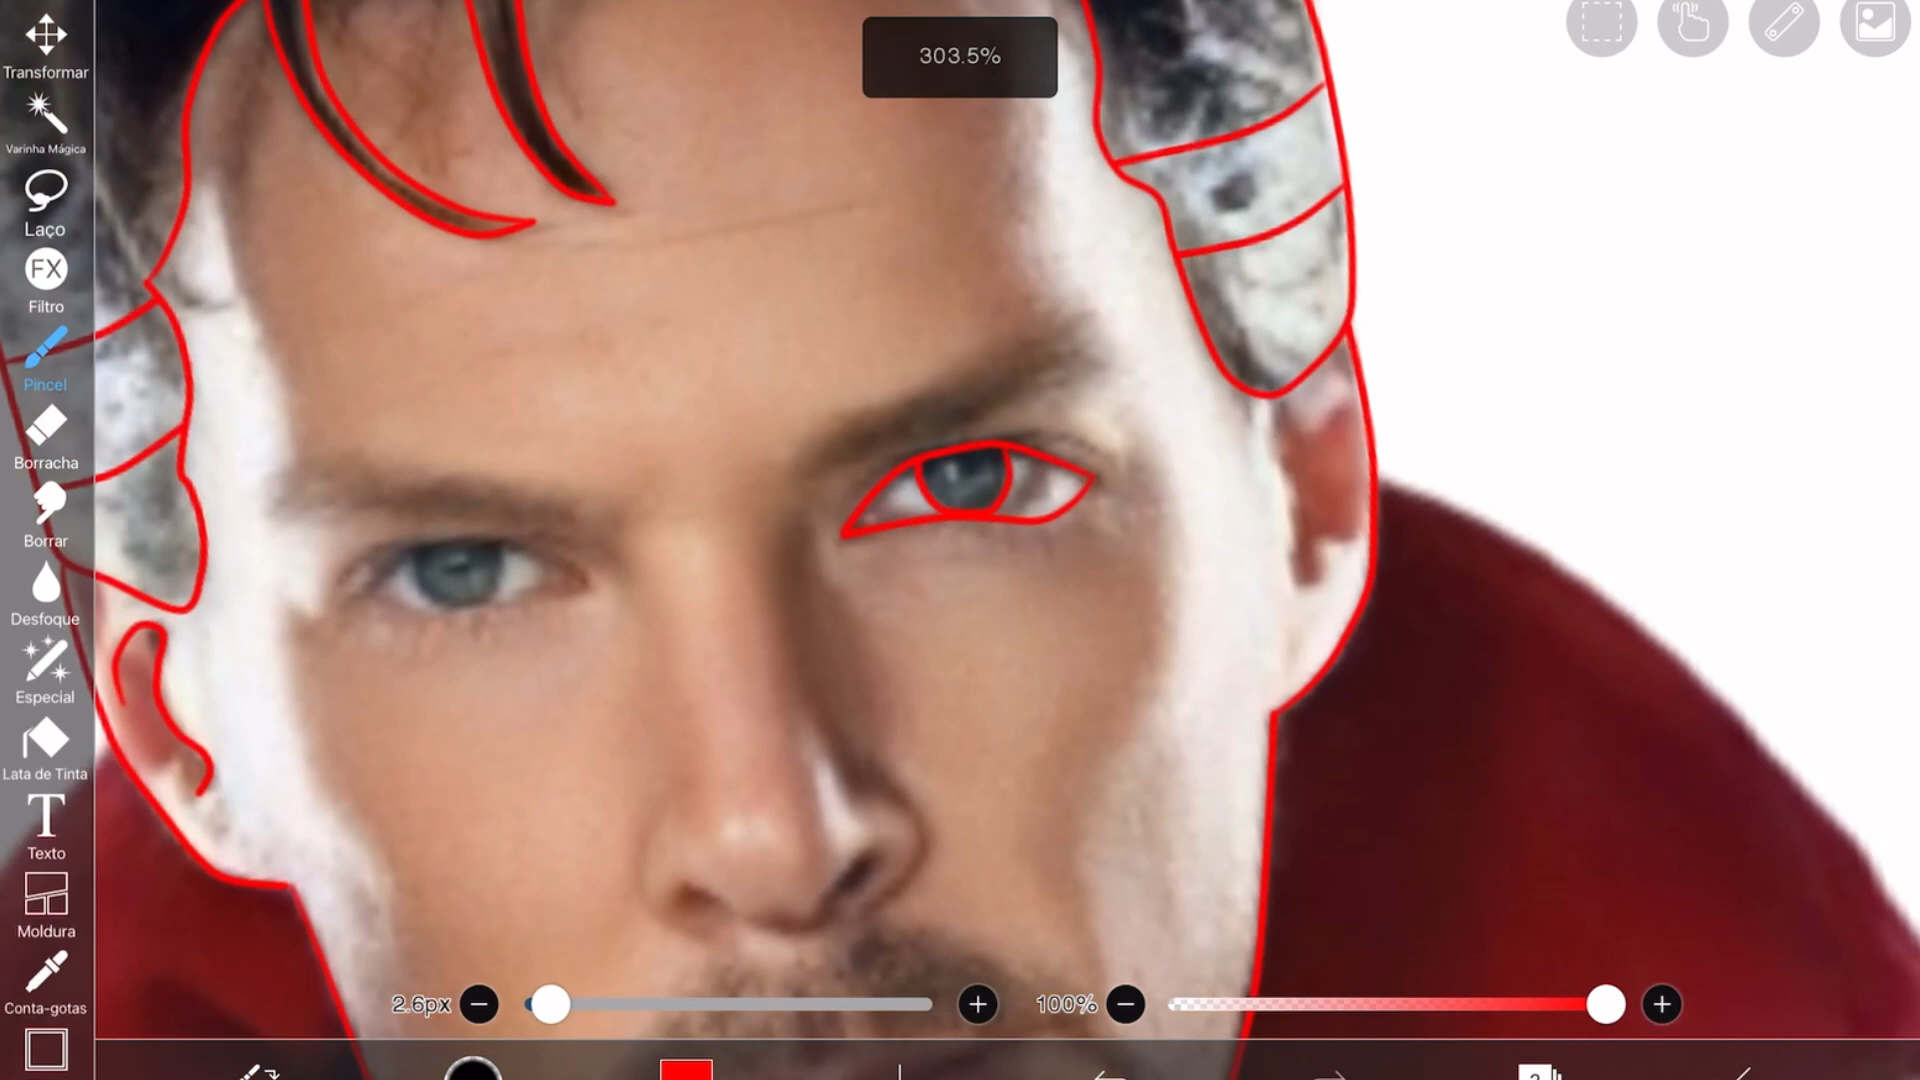 303.5%
Transformar
Varinha Mágica
Laço
FX
Filtro
Pincel
Borracha
Borrar
Desfoque
Especial
Lata de Tinta
T
Texto
Moldura
Conta-gotas
2.6px
100%